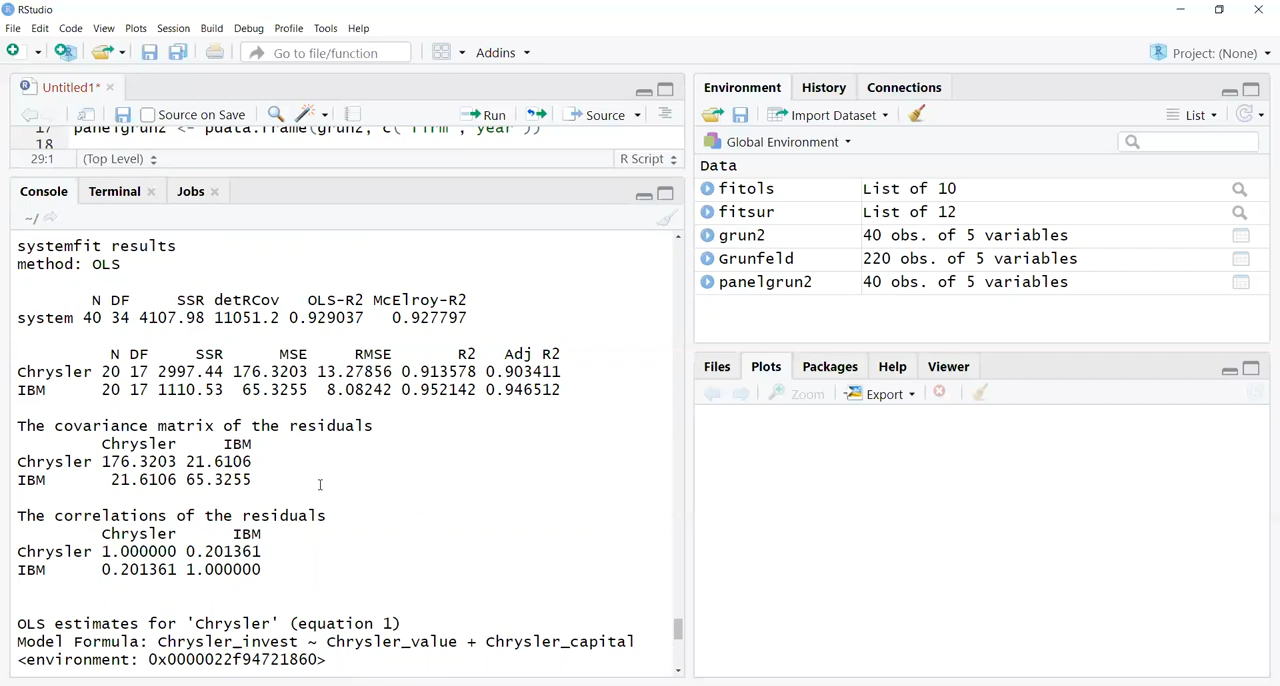 RStudio
File Edit Code View Plots Session Build Debug Profile Tools Help
Go to file/function Addins Project: (None)
Untitled1*
Source on Save Run Source
17 panelgrun2 <- pdata.frame(grun2, c("firm","year"))
18
29:1 (Top Level) R Script
Console Terminal Jobs
~/
systemfit results
method: OLS
N DF SSR detRCov OLS-R2 McElroy-R2
system 40 34 4107.98 11051.2 0.929037 0.927797
N DF SSR MSE RMSE R2 Adj R2
Chrysler 20 17 2997.44 176.3203 13.27856 0.913578 0.903411
IBM 20 17 1110.53 65.3255 8.08242 0.952142 0.946512
The covariance matrix of the residuals
Chrysler IBM
Chrysler 176.3203 21.6106
IBM 21.6106 65.3255
The correlations of the residuals
Chrysler IBM
Chrysler 1.000000 0.201361
IBM 0.201361 1.000000
OLS estimates for 'Chrysler' (equation 1)
Model Formula: Chrysler_invest ~ Chrysler_value + Chrysler_capital
<environment: 0x0000022f94721860>
Environment History Connections
Import Dataset List
Global Environment
Data
fitols List of 10
fitsur List of 12
grun2 40 obs. of 5 variables
Grunfeld 220 obs. of 5 variables
panelgrun2 40 obs. of 5 variables
Files Plots Packages Help Viewer
Zoom Export